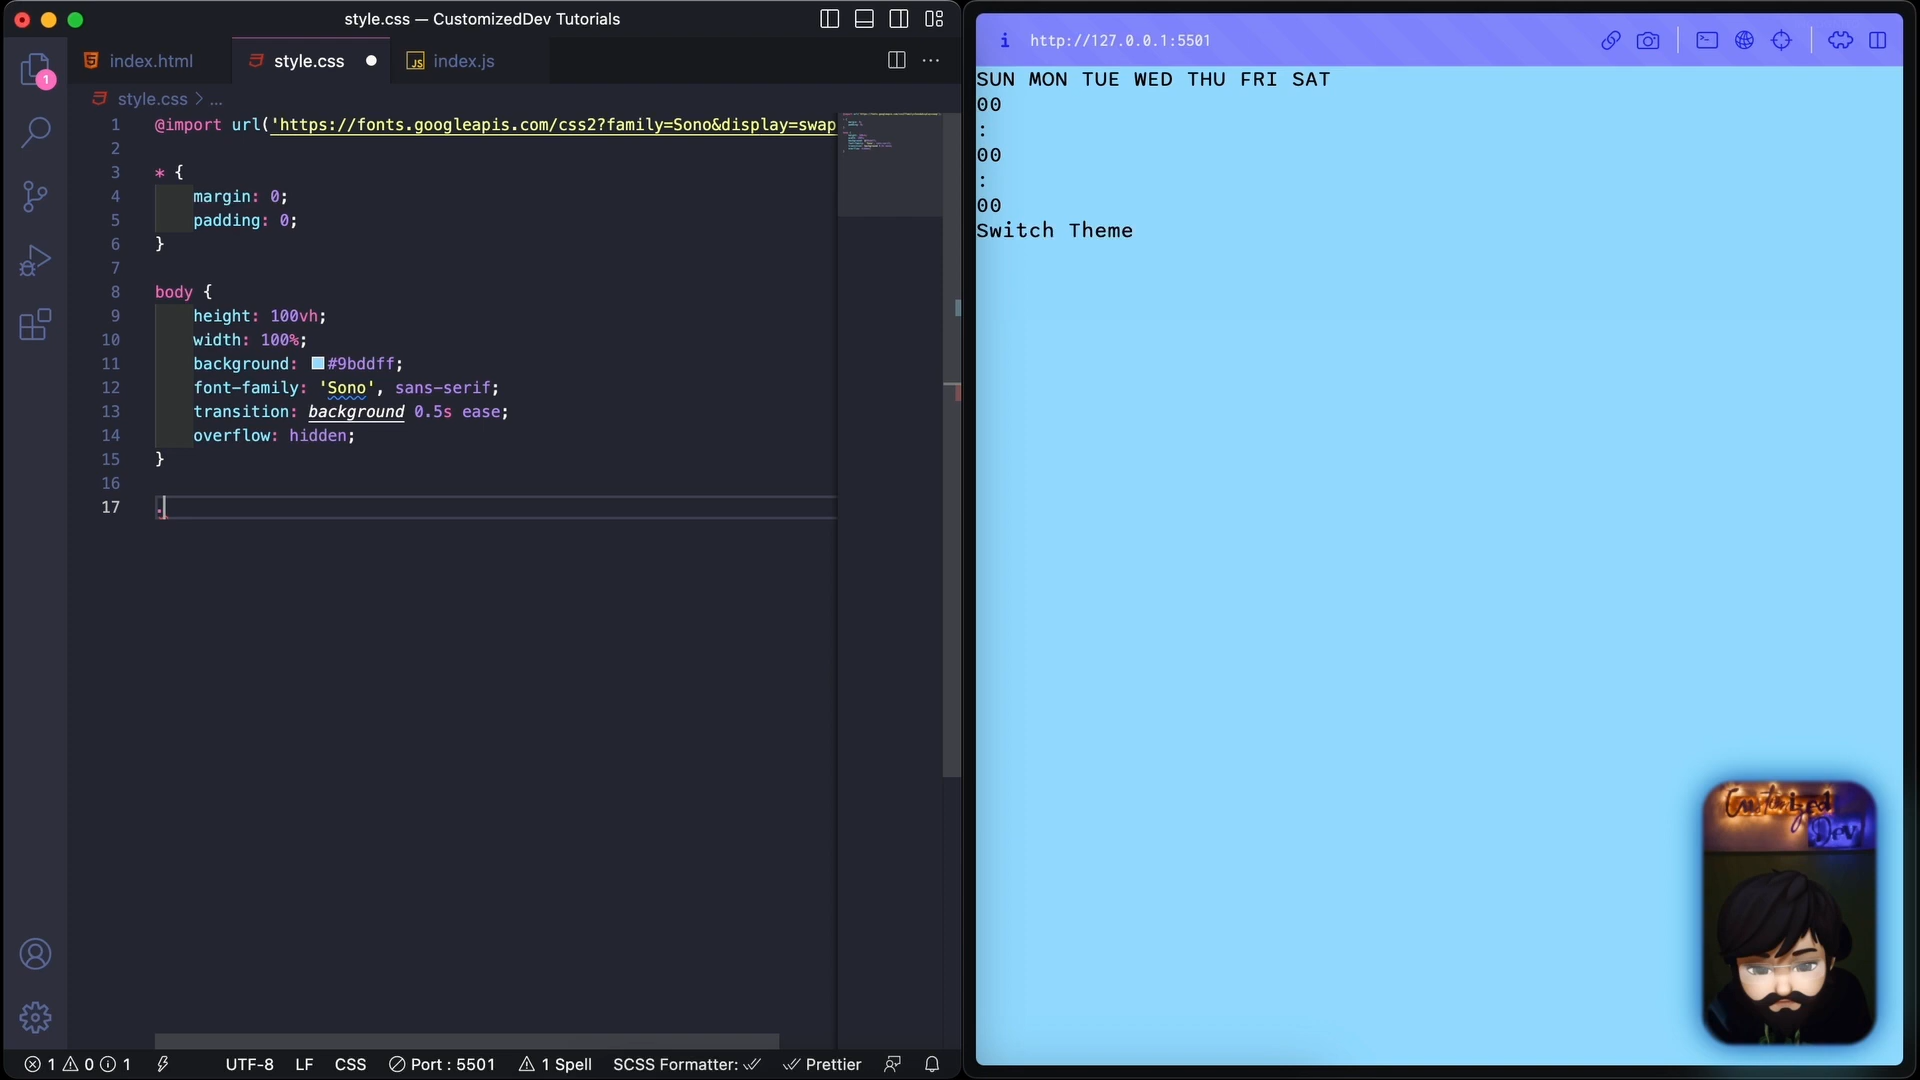 style.css — CustomizedDev Tutorials
index.html
style.css
JS index.js
1
style.css > ...
1 @import url('https://fonts.googleapis.com/css2?family=Sono&display=swap
2
3 * {
4 margin: 0;
5 padding: 0;
6 }
7
8 body {
9 height: 100vh;
10 width: 100%;
11 background: #9bddff;
12 font-family: 'Sono', sans-serif;
13 transition: background 0.5s ease;
14 overflow: hidden;
15 }
16
17 .
1 0 1 UTF-8 LF CSS Port : 5501 1 Spell SCSS Formatter: Prettier
i http://127.0.0.1:5501
SUN MON TUE WED THU FRI SAT
00
:
00
:
00
Switch Theme
Customized
Dev